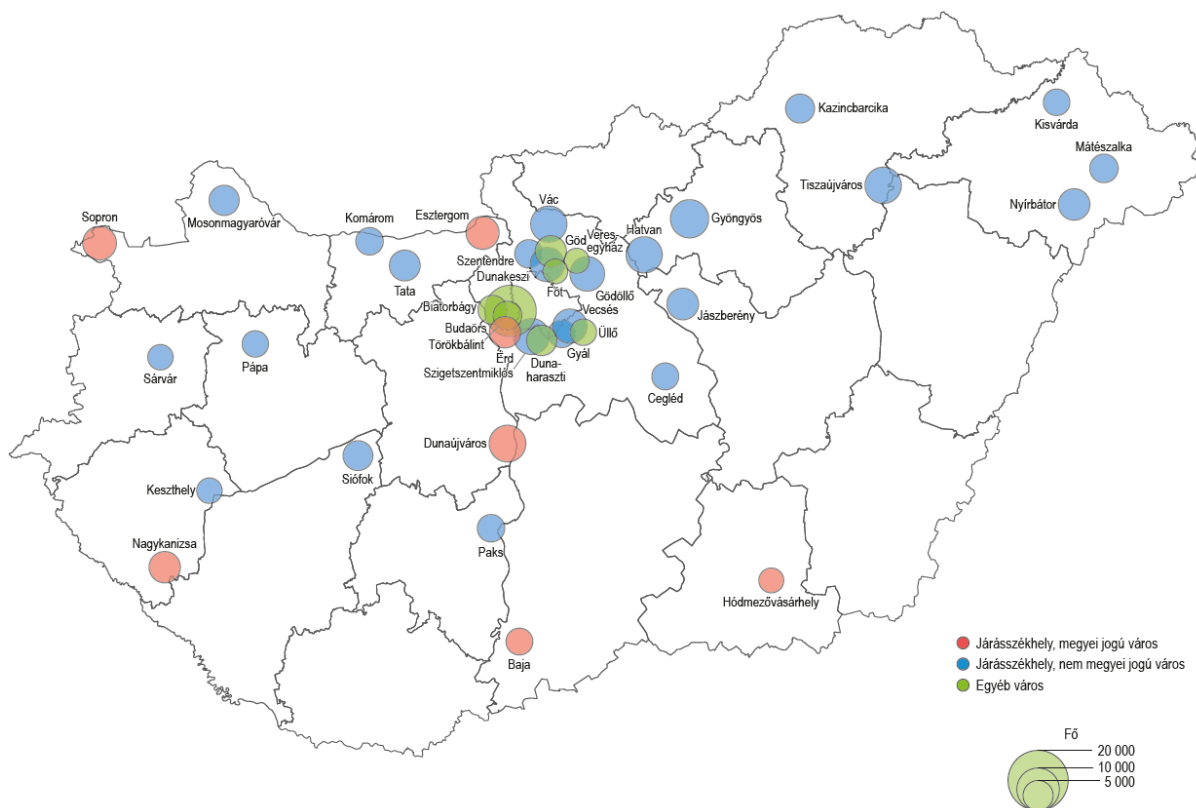 Kazincbarcika
Kisvárda
Mátészalka
Tiszaújváros
Nyírbátor
Vác
Gyöngyös
Sopron
Mosonmagyaróvár
Komárom
Esztergom
Göd
Veres-
egyház
Hatvan
Szentendre
Tata
Dunakeszi
Fót
Gödöllő
Biatorbágy
Vecsés
Jászberény
Budaörs
Üllő
Törökbálint
Érd
Gyál
Sárvár
Pápa
Szigetszentmiklós
Duna-
haraszti
Cegléd
Dunaújváros
Siófok
Keszthely
Paks
Nagykanizsa
Hódmezővásárhely
Baja
Járásszékhely, megyei jogú város
Járásszékhely, nem megyei jogú város
Egyéb város
Fő
20 000
10 000
5 000